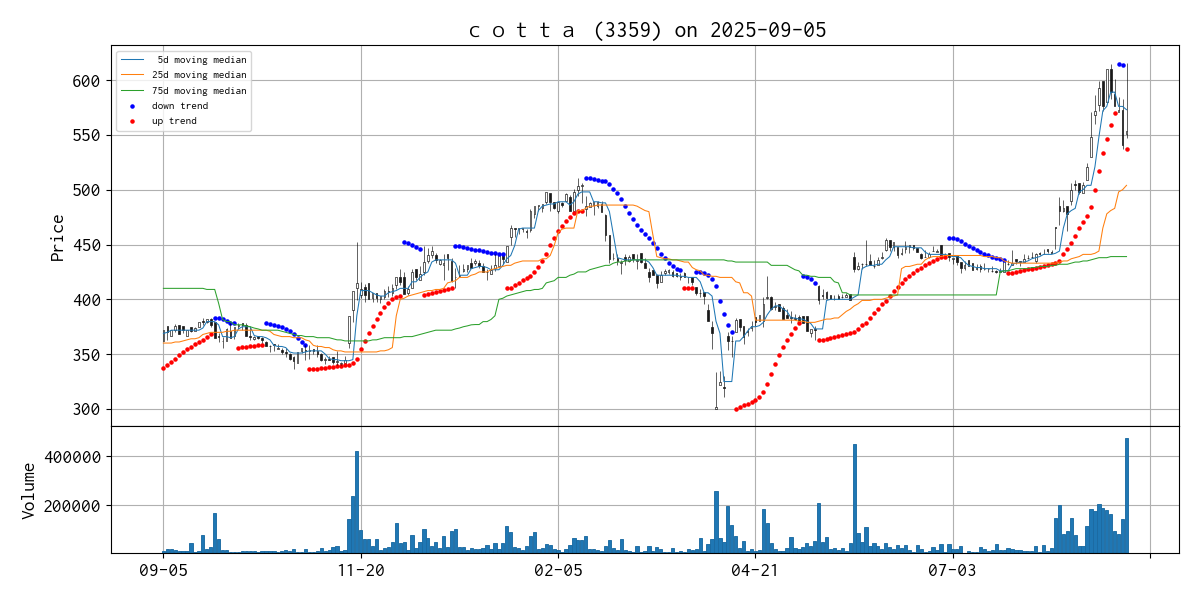 ｃｏｔｔａ (3359) on 2025-09-05
5d moving median
25d moving median
75d moving median
down trend
up trend
Price
600
550
500
450
400
350
300
Volume
400000
200000
09-05
11-20
02-05
04-21
07-03